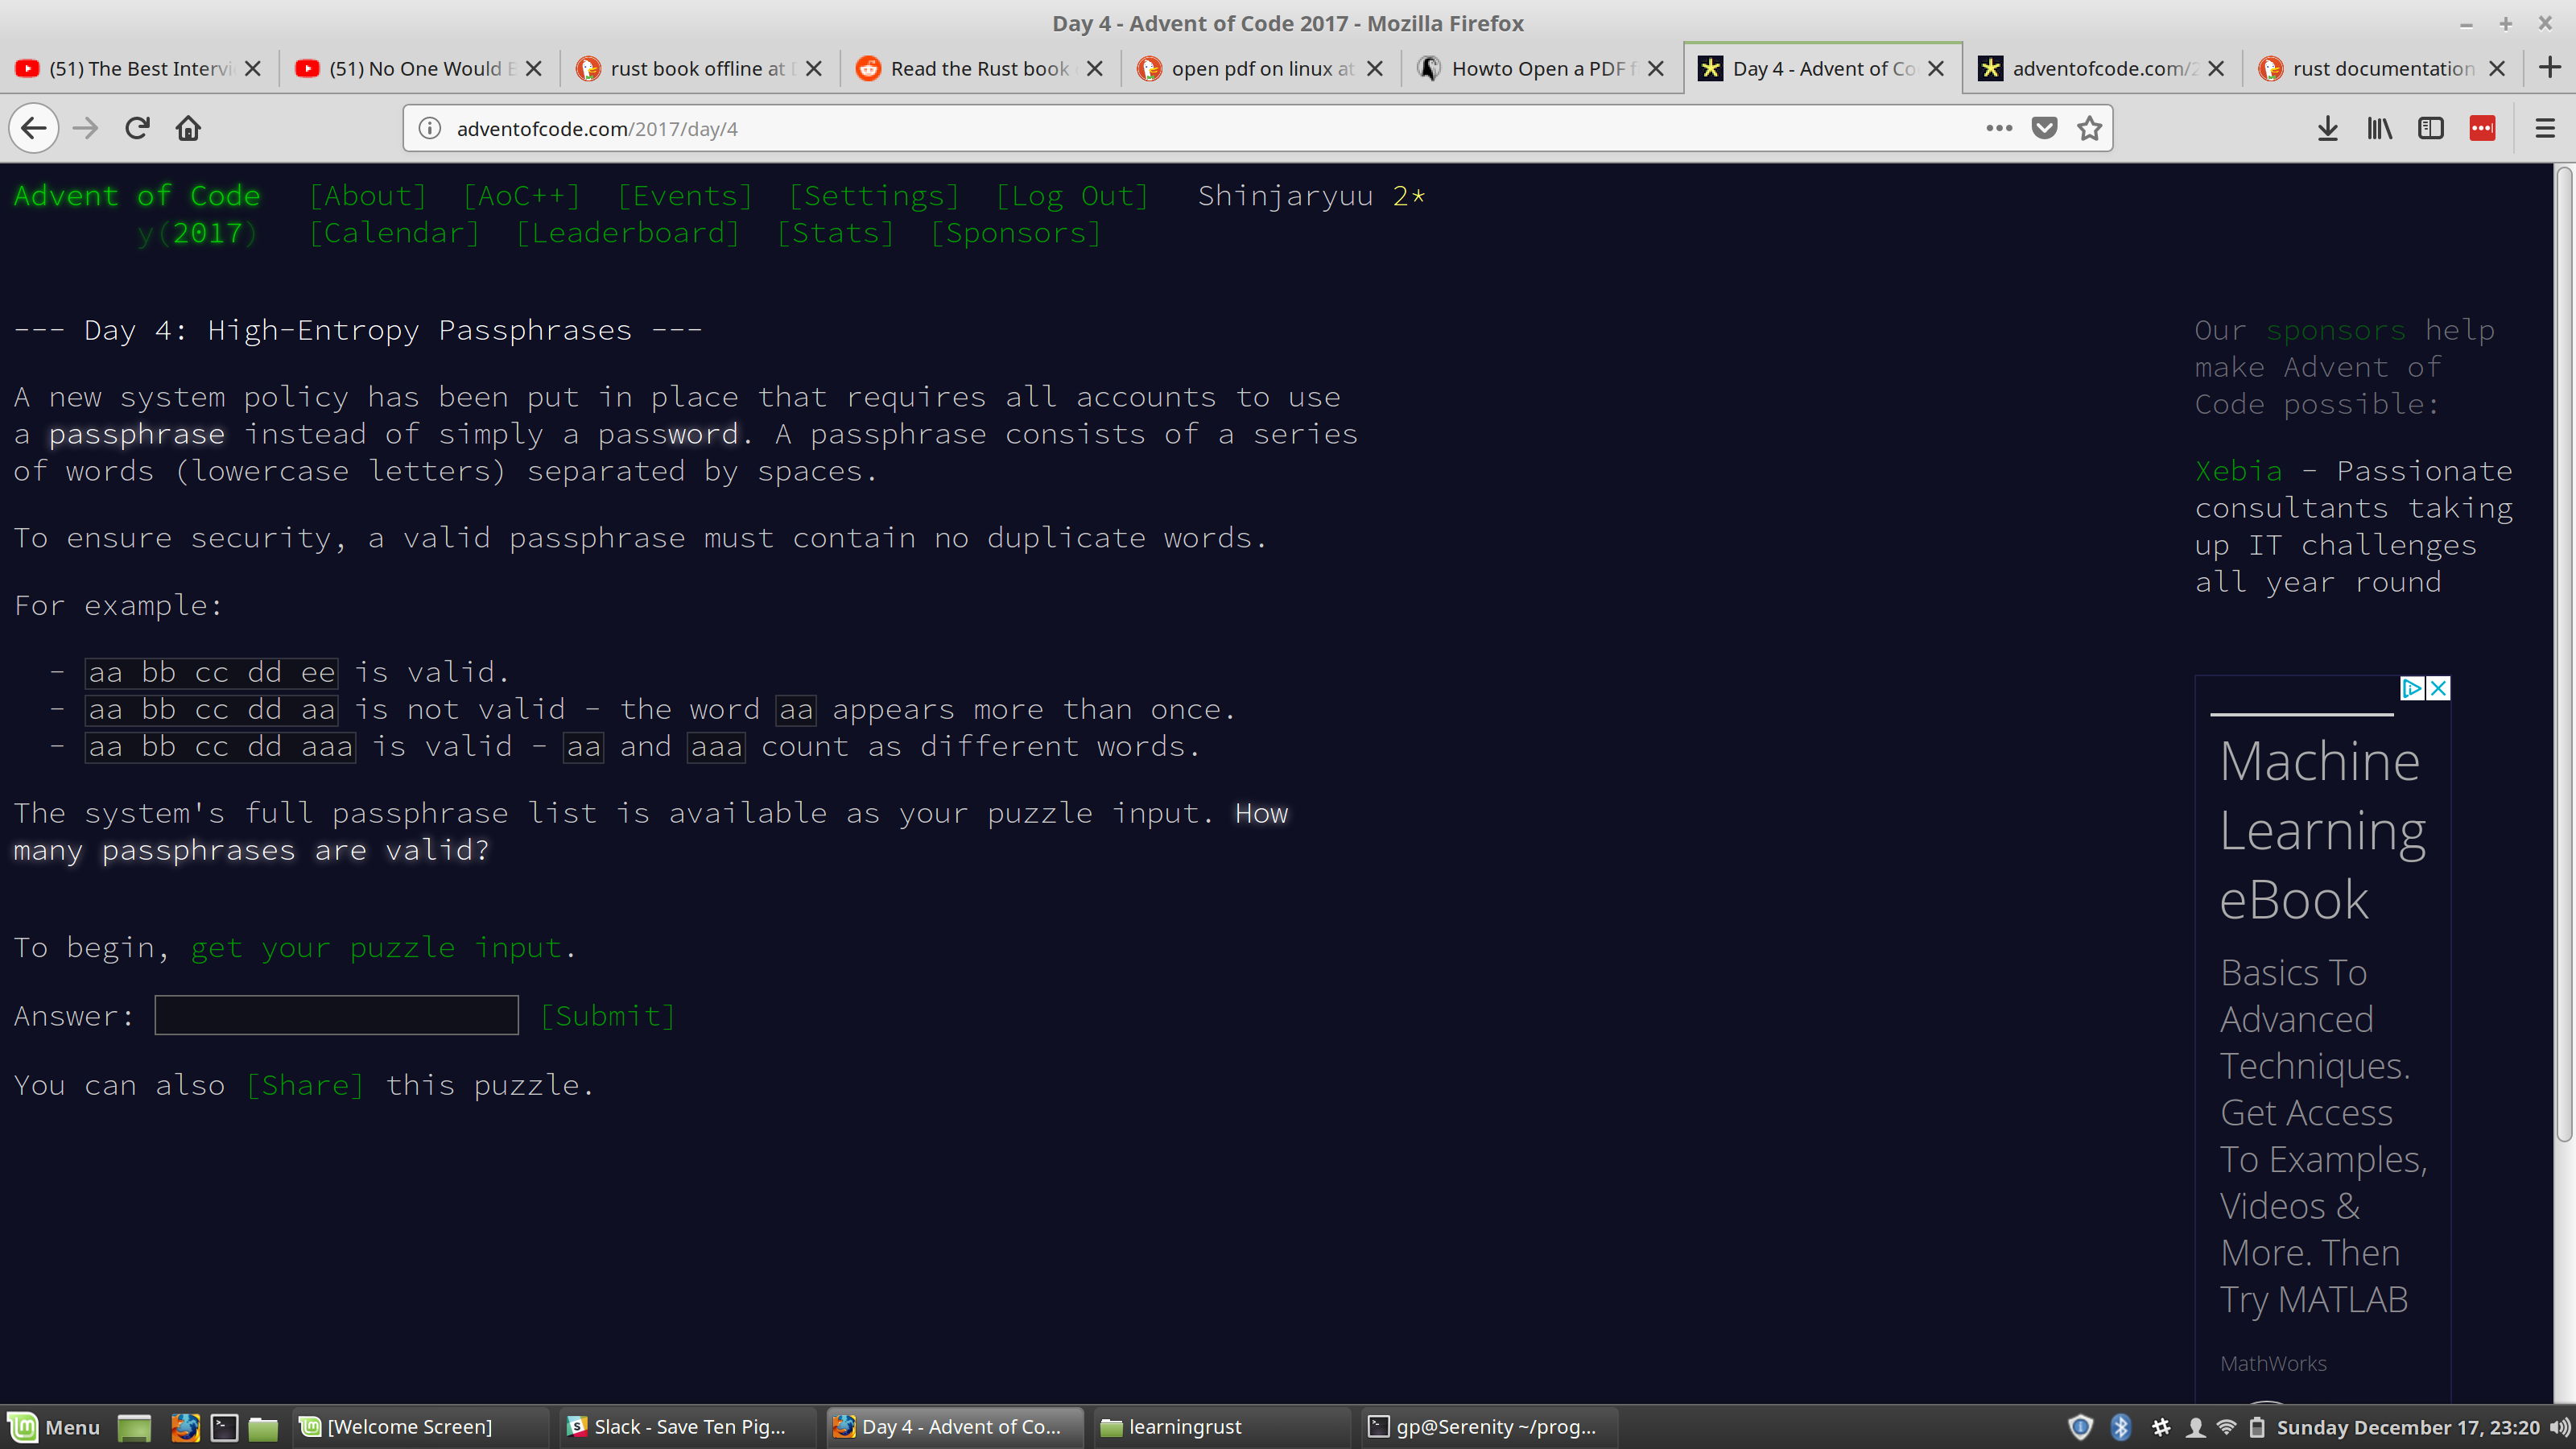 Day 4 - Advent of Code 2017 - Mozilla Firefox
(51) The Best Intervi
(51) No One Would
rust book offline at
Read the Rust book
open pdf on linux at
Howto Open a PDF
Day 4 - Advent of Co
adventofcode.com/2
rust documentation
adventofcode.com/2017/day/4
Advent of Code [About] [AoC++] [Events] [Settings] [Log Out] Shinjaryuu 2*
y(2017) [Calendar] [Leaderboard] [Stats] [Sponsors]
--- Day 4: High-Entropy Passphrases ---
A new system policy has been put in place that requires all accounts to use
a passphrase instead of simply a password. A passphrase consists of a series
of words (lowercase letters) separated by spaces.
To ensure security, a valid passphrase must contain no duplicate words.
For example:
- aa bb cc dd ee is valid.
- aa bb cc dd aa is not valid - the word aa appears more than once.
- aa bb cc dd aaa is valid - aa and aaa count as different words.
The system's full passphrase list is available as your puzzle input. How
many passphrases are valid?
To begin, get your puzzle input.
Answer: [Submit]
You can also [Share] this puzzle.
Our sponsors help
make Advent of
Code possible:
Xebia - Passionate
consultants taking
up IT challenges
all year round
Machine
Learning
eBook
Basics To
Advanced
Techniques.
Get Access
To Examples,
Videos &
More. Then
Try MATLAB
MathWorks
Menu
[Welcome Screen]
Slack - Save Ten Pig...
Day 4 - Advent of Co...
learningrust
gp@Serenity ~/prog...
Sunday December 17, 23:20